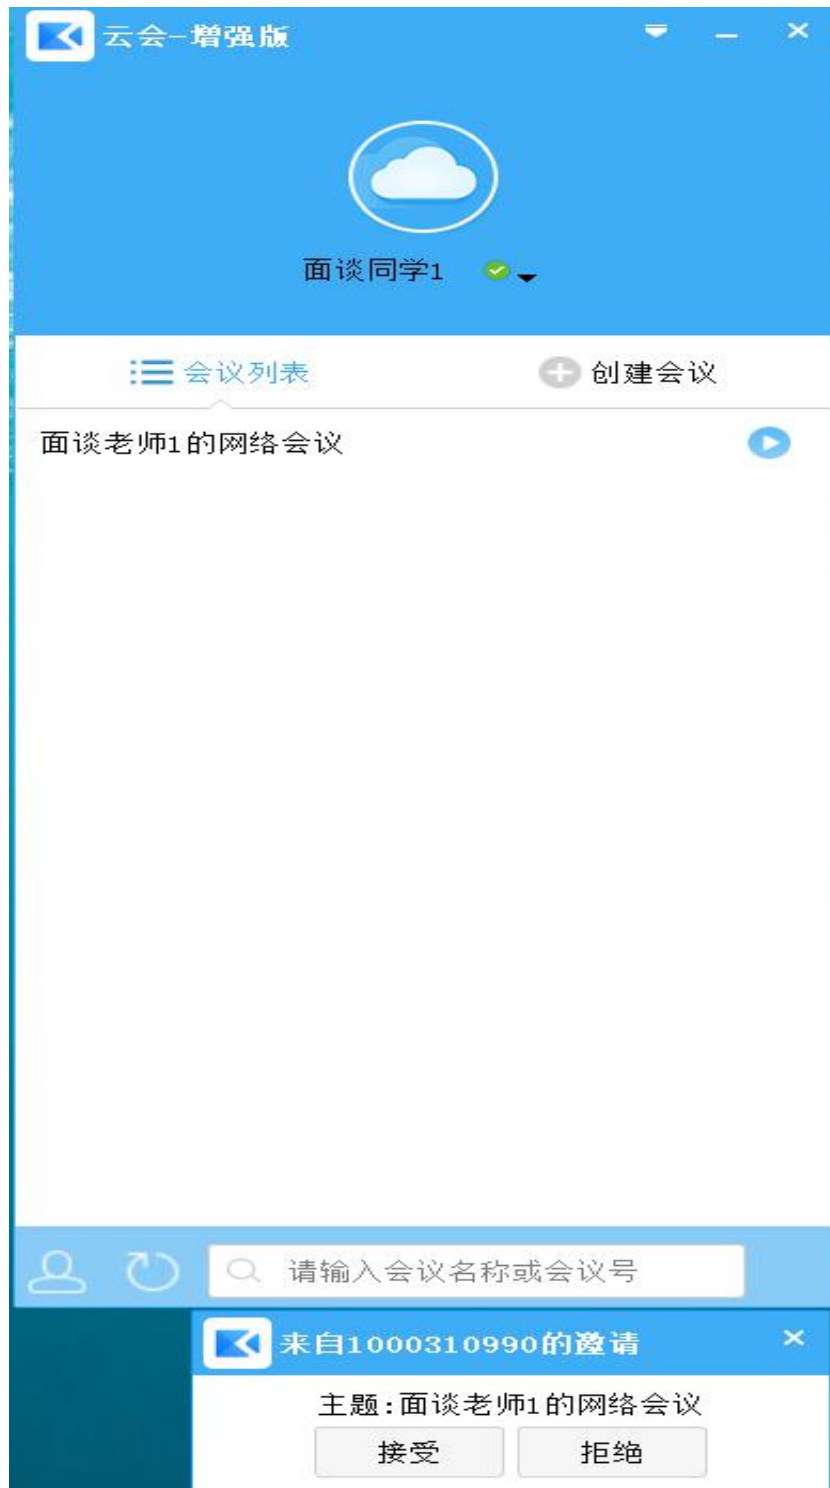 云会-增强版
面谈同学1
会议列表
创建会议
面谈老师1的网络会议
请输入会议名称或会议号
来自1000310990的邀请
主题:面谈老师1的网络会议
接受 拒绝